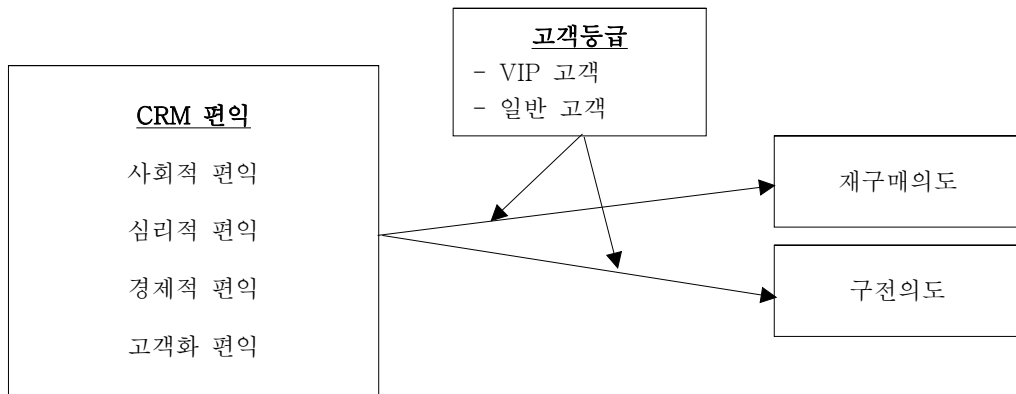 고객등급
- VIP 고객
- 일반 고객
CRM 편익
사회적 편익
심리적 편익
경제적 편익
고객화 편익
재구매의도
구전의도